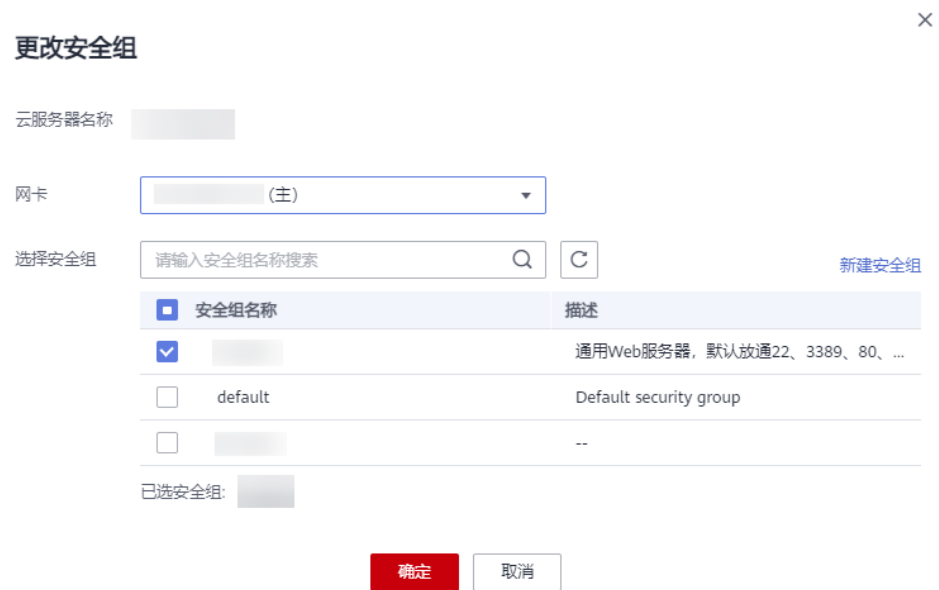 更改安全组
云服务器名称
网卡 (主)
选择安全组 请输入安全组名称搜索 新建安全组
安全组名称 描述
通用Web服务器，默认放通22、3389、80、...
default Default security group
--
已选安全组:
确定 取消